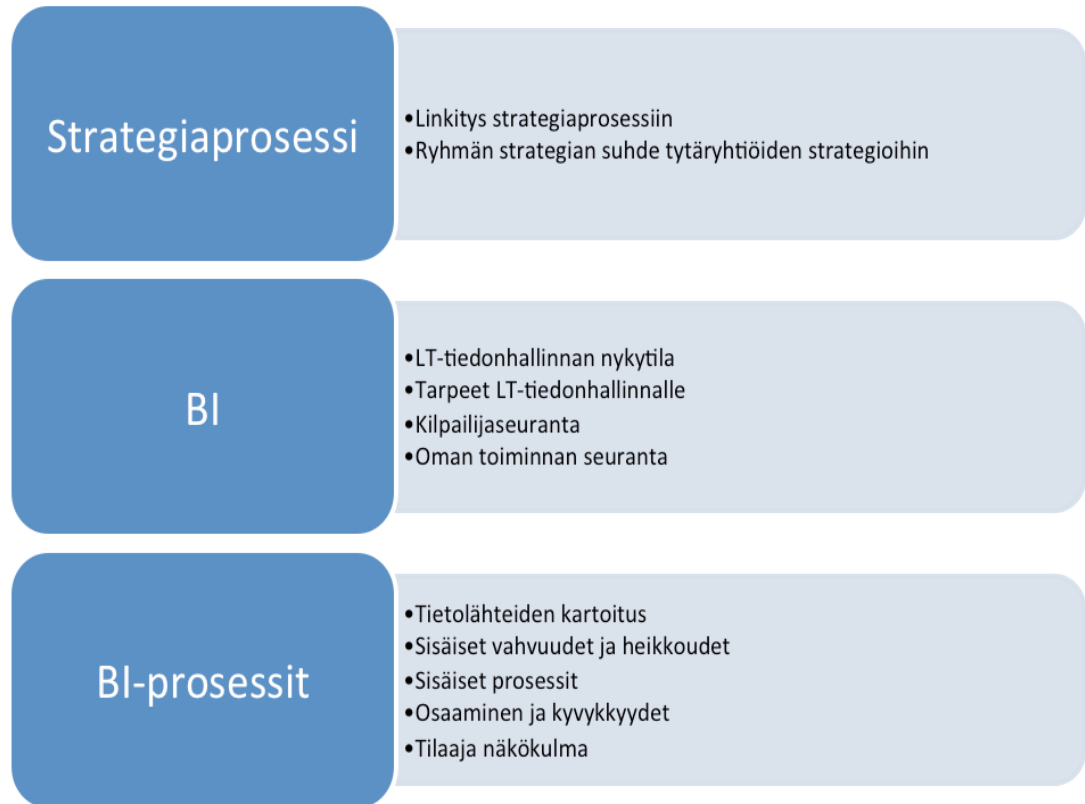 Strategiaprosessi
•Linkitys strategiaprosessiin
•Ryhmän strategian suhde tytäryhtiöiden strategioihin
BI
•LT-tiedonhallinnan nykytila
•Tarpeet LT-tiedonhallinnalle
•Kilpailijaseuranta
•Oman toiminnan seuranta
BI-prosessit
•Tietolähteiden kartoitus
•Sisäiset vahvuudet ja heikkoudet
•Sisäiset prosessit
•Osaaminen ja kyvykkyydet
•Tilaaja näkökulma